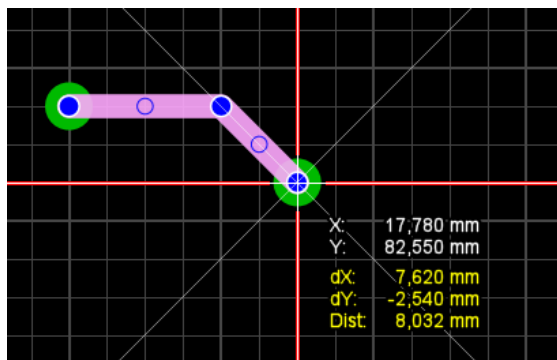 X: 17,780 mm
Y: 82,550 mm
dX: 7,620 mm
dY: -2,540 mm
Dist: 8,032 mm